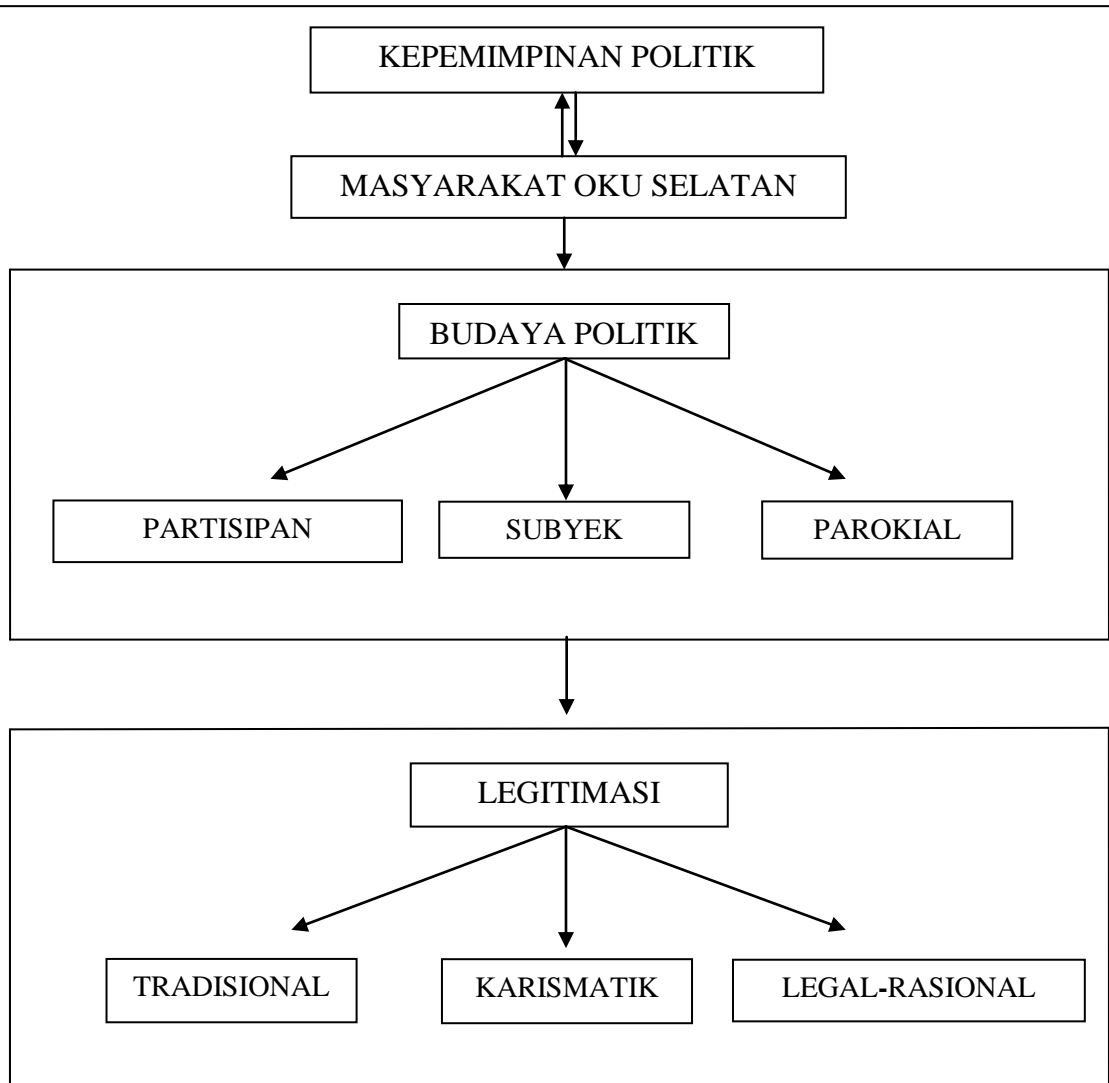 KEPEMIMPINAN POLITIK
MASYARAKAT OKU SELATAN
BUDAYA POLITIK
PARTISIPAN
SUBYEK
PAROKIAL
LEGITIMASI
TRADISIONAL
KARISMATIK
LEGAL-RASIONAL